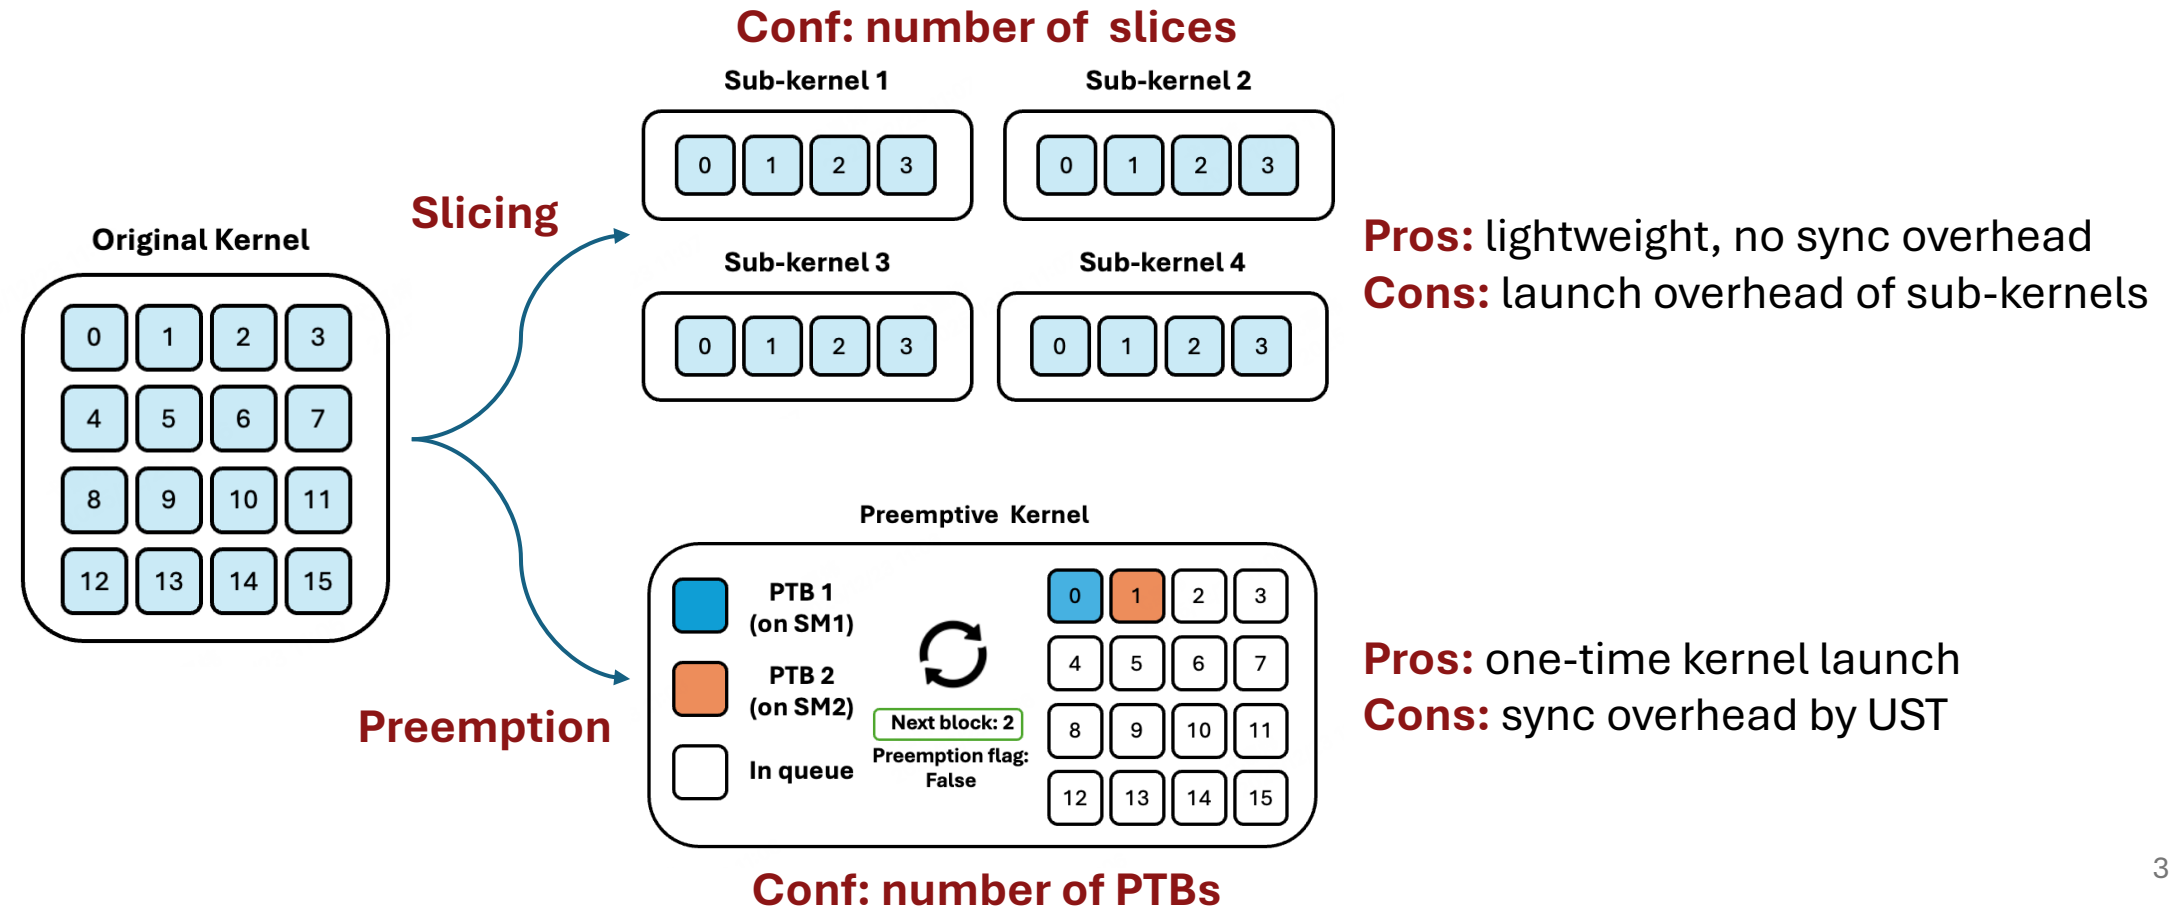 Conf: number of slices
Sub-kernel 1
Sub-kernel 2
0 1 2 3
0 1 2 3
Slicing
Original Kernel
0 1 2 3
4 5 6 7
8 9 10 11
12 13 14 15
Sub-kernel 3
Sub-kernel 4
0 1 2 3
0 1 2 3
Pros: lightweight, no sync overhead
Cons: launch overhead of sub-kernels
Preemption
Preemptive Kernel
PTB 1
(on SM1)
PTB 2
(on SM2)
In queue
Next block: 2
Preemption flag:
False
0 1 2 3
4 5 6 7
8 9 10 11
12 13 14 15
Pros: one-time kernel launch
Cons: sync overhead by UST
Conf: number of PTBs
3